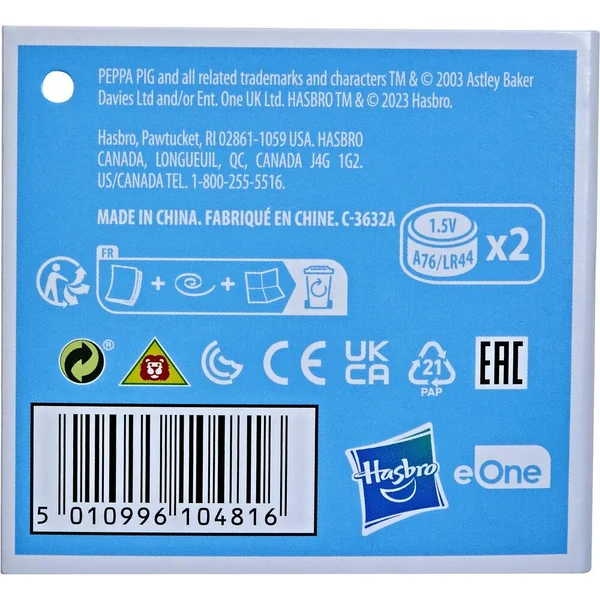 PEPPA PIG and all related trademarks and characters TM & © 2003 Astley Baker
Davies Ltd and/or Ent. One UK Ltd. HASBRO TM & © 2023 Hasbro.
Hasbro, Pawtucket, RI 02861-1059 USA. HASBRO
CANADA, LONGUEUIL, QC, CANADA J4G 1G2.
US/CANADA TEL. 1-800-255-5516.
MADE IN CHINA. FABRIQUÉ EN CHINE. C-3632A
1.5V
A76/LR44
x2
FR
+ +
®
CE
UK
CA
21
PAP
EAC
5 010996 104816
Hasbro
eOne